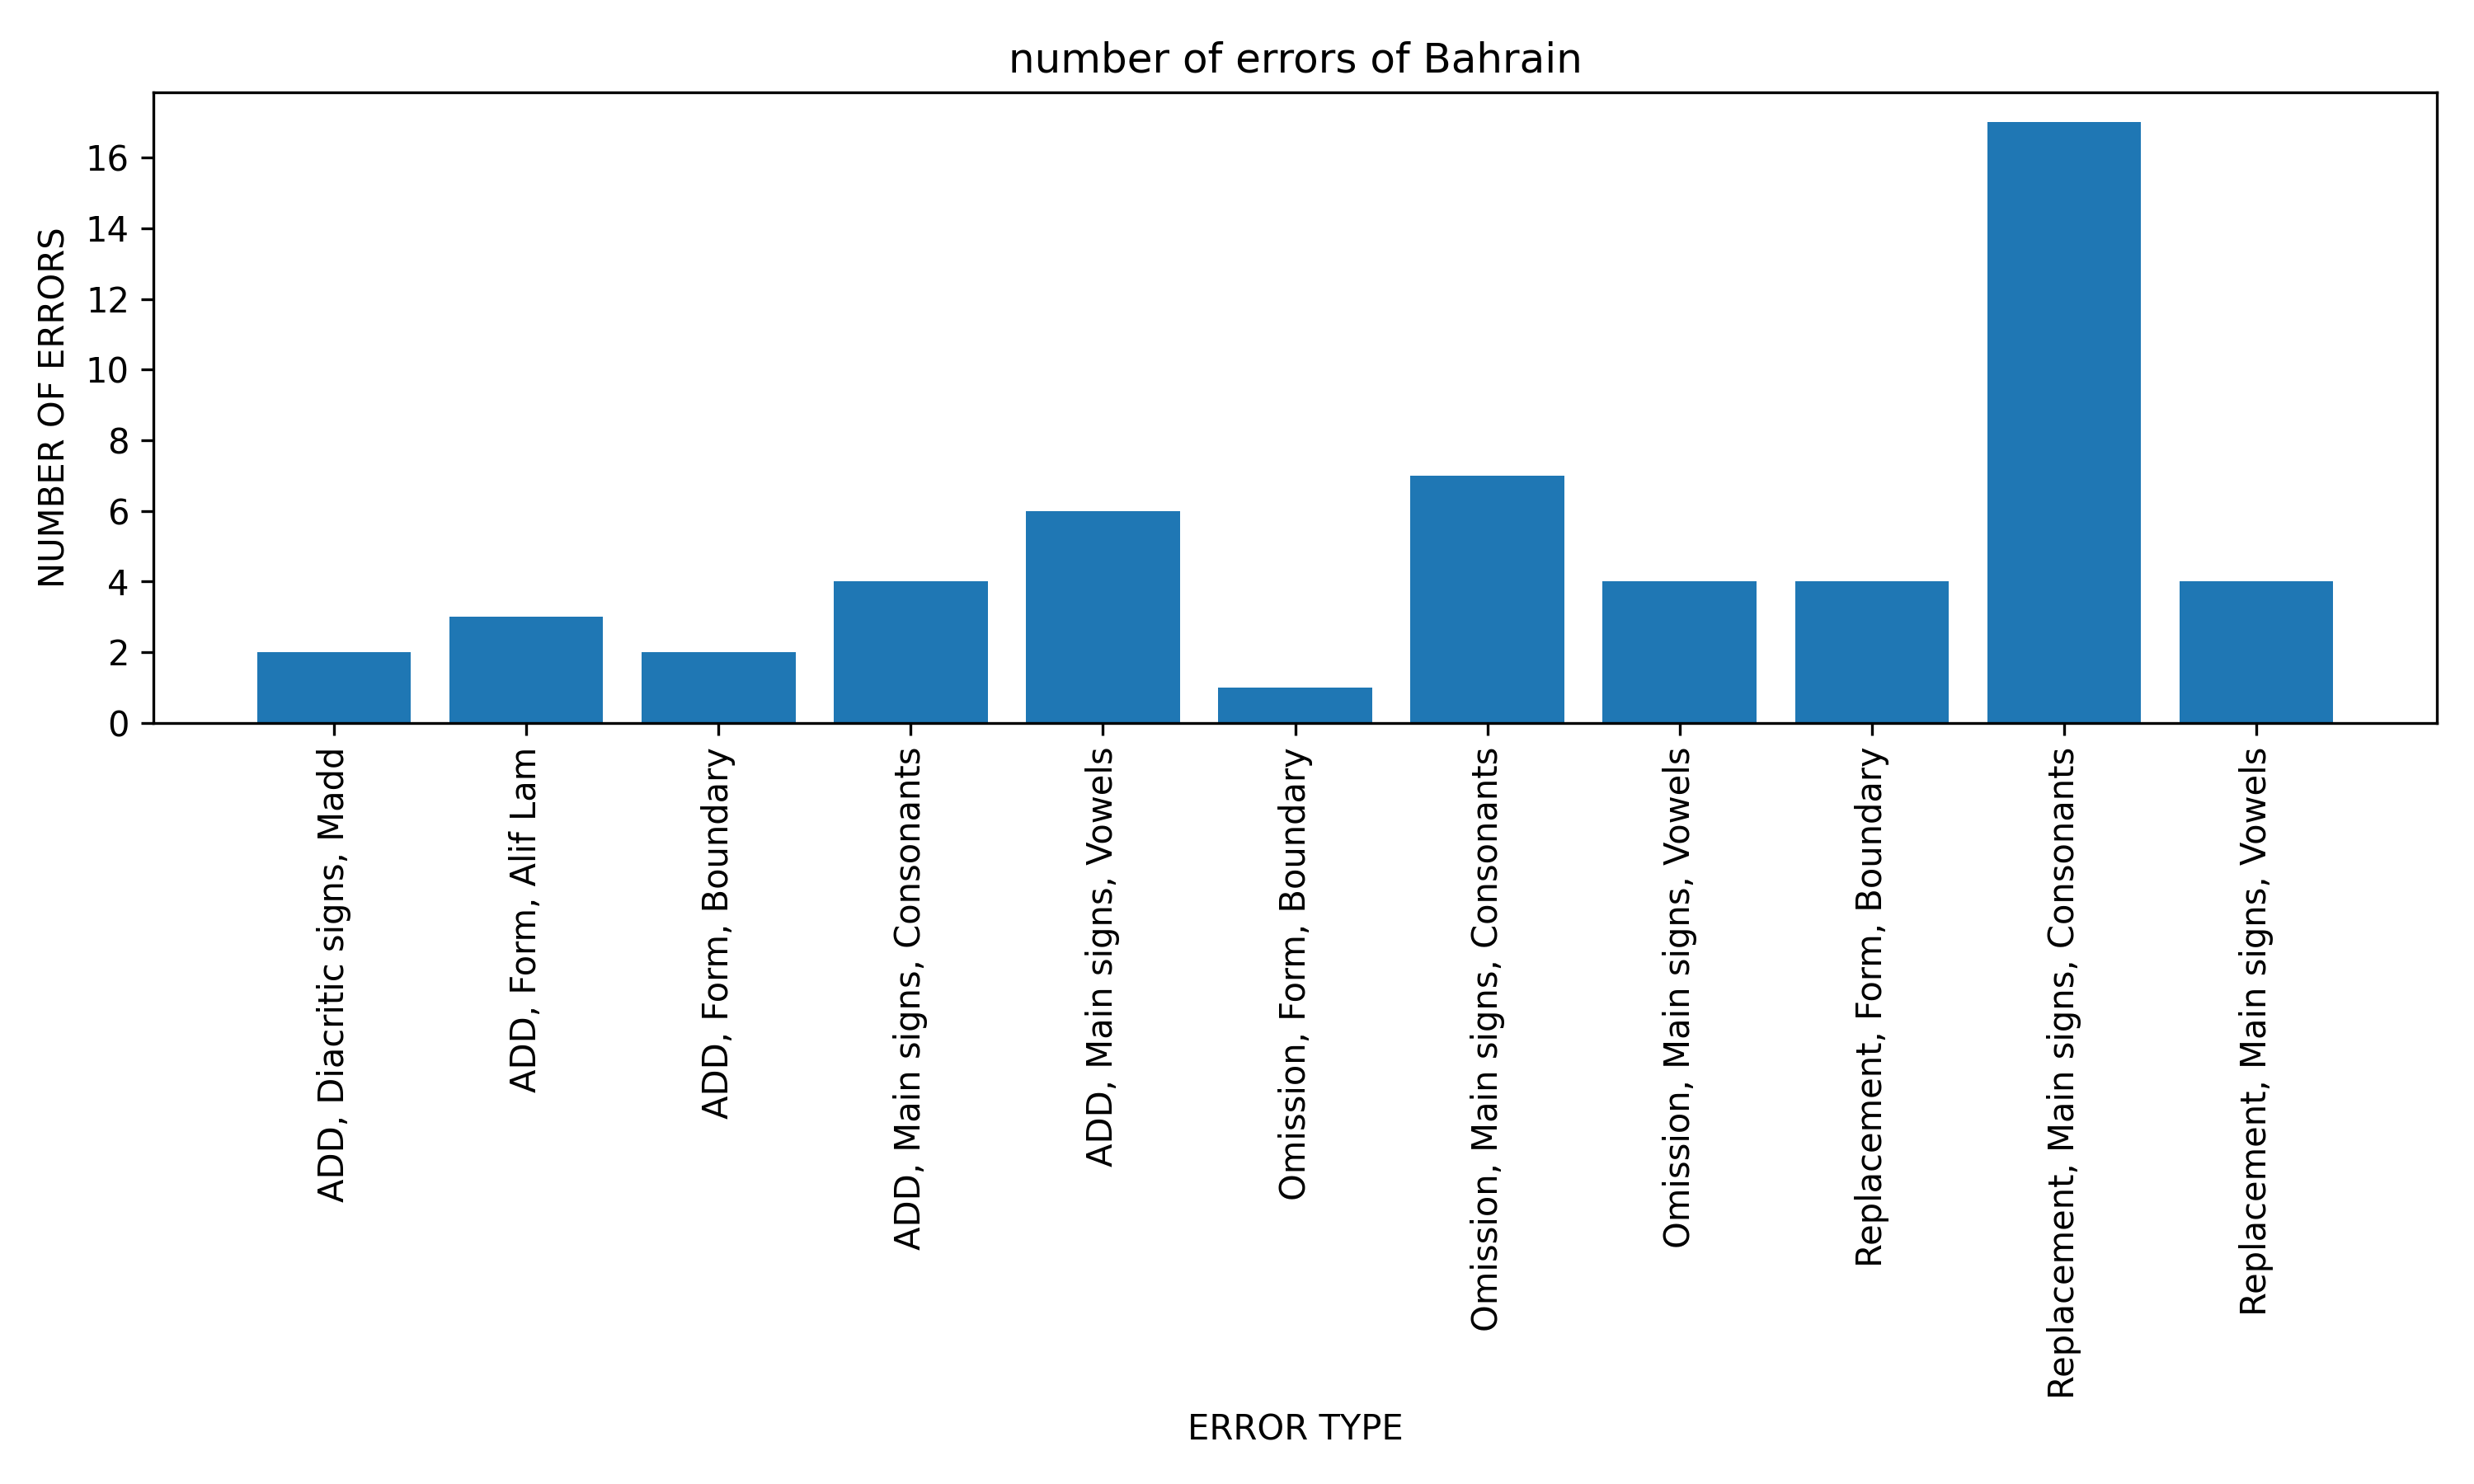 number of errors of Bahrain
NUMBER OF ERRORS
16
14
12
10
8
6
4
2
0
ADD, Diacritic signs, Madd
ADD, Form, Alif Lam
ADD, Form, Boundary
ADD, Main signs, Consonants
ADD, Main signs, Vowels
Omission, Form, Boundary
Omission, Main signs, Consonants
Omission, Main signs, Vowels
Replacement, Form, Boundary
Replacement, Main signs, Consonants
Replacement, Main signs, Vowels
ERROR TYPE